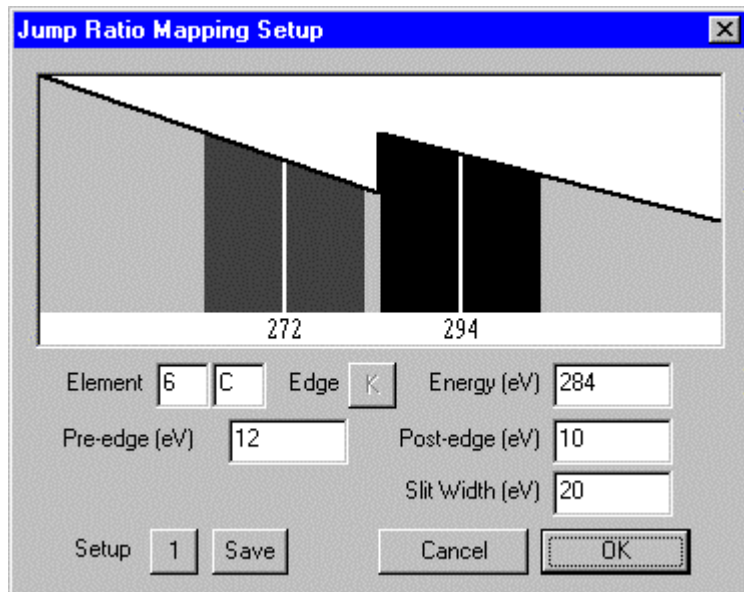 Jump Ratio Mapping Setup
272 294
Element 6 C Edge K Energy (eV) 284
Pre-edge (eV) 12 Post-edge (eV) 10
Slit Width (eV) 20
Setup 1 Save Cancel OK